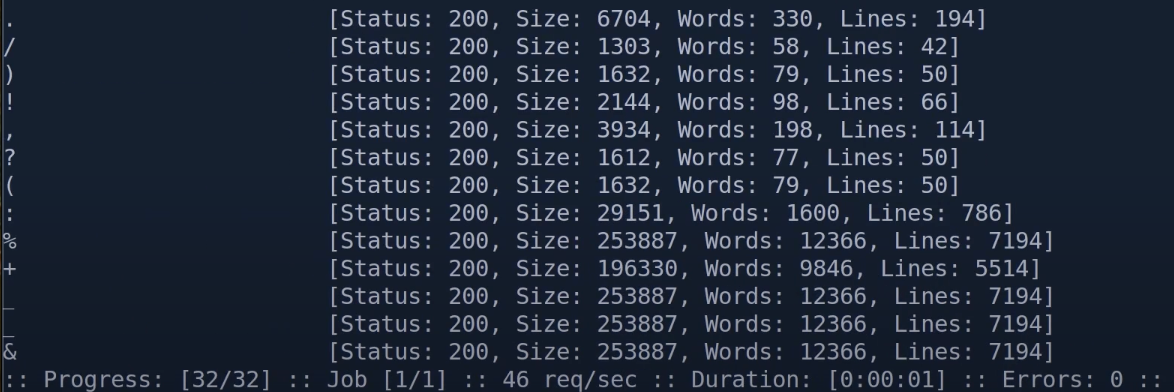 . [Status: 200, Size: 6704, Words: 330, Lines: 194]
/ [Status: 200, Size: 1303, Words: 58, Lines: 42]
) [Status: 200, Size: 1632, Words: 79, Lines: 50]
! [Status: 200, Size: 2144, Words: 98, Lines: 66]
, [Status: 200, Size: 3934, Words: 198, Lines: 114]
? [Status: 200, Size: 1612, Words: 77, Lines: 50]
( [Status: 200, Size: 1632, Words: 79, Lines: 50]
: [Status: 200, Size: 29151, Words: 1600, Lines: 786]
% [Status: 200, Size: 253887, Words: 12366, Lines: 7194]
+ [Status: 200, Size: 196330, Words: 9846, Lines: 5514]
_ [Status: 200, Size: 253887, Words: 12366, Lines: 7194]
_ [Status: 200, Size: 253887, Words: 12366, Lines: 7194]
& [Status: 200, Size: 253887, Words: 12366, Lines: 7194]
:: Progress: [32/32] :: Job [1/1] :: 46 req/sec :: Duration: [0:00:01] :: Errors: 0 ::